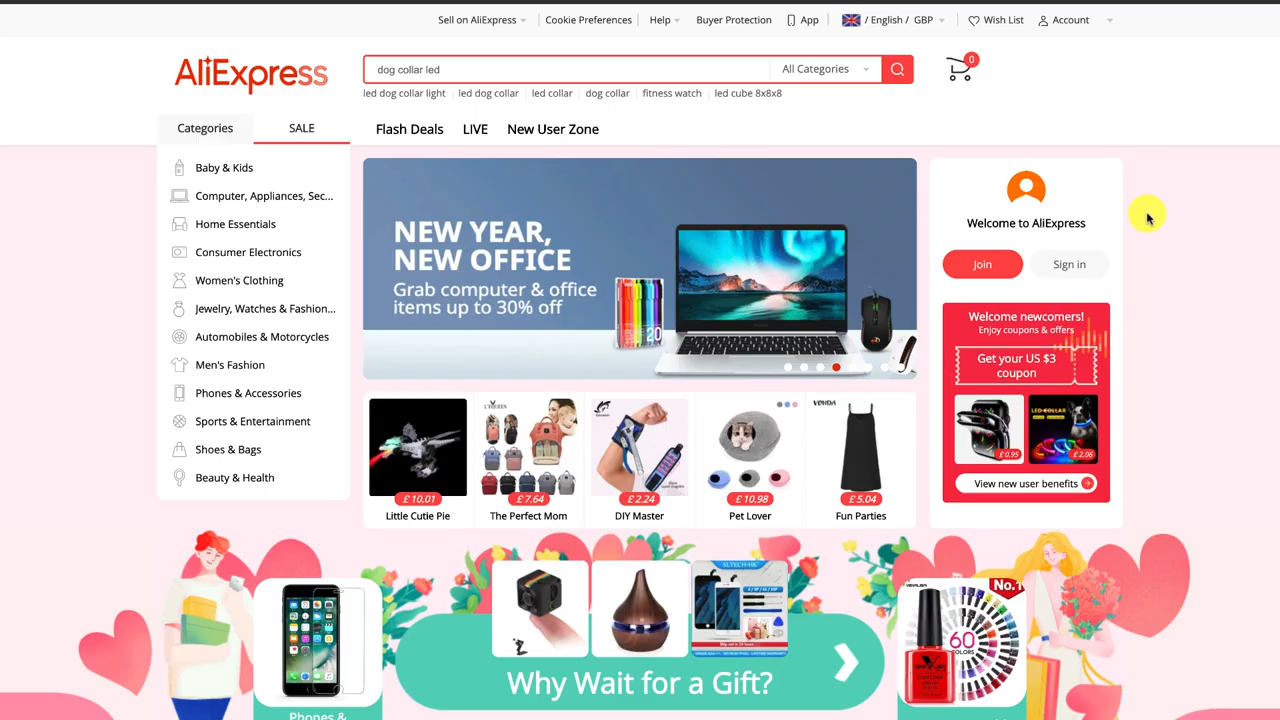 Sell on AliExpress
Cookie Preferences
Help
Buyer Protection
App
/ English / GBP
Wish List
Account
AliExpress
dog collar led
All Categories
0
led dog collar light
led dog collar
led collar
dog collar
fitness watch
led cube 8x8x8
Categories
SALE
Flash Deals
LIVE
New User Zone
Baby & Kids
Computer, Appliances, Sec...
Home Essentials
Consumer Electronics
Women's Clothing
Jewelry, Watches & Fashion...
Automobiles & Motorcycles
Men's Fashion
Phones & Accessories
Sports & Entertainment
Shoes & Bags
Beauty & Health
NEW YEAR,
NEW OFFICE
Grab computer & office
items up to 30% off
20
Welcome to AliExpress
Join
Sign in
Welcome newcomers!
Enjoy coupons & offers
Get your US $3
coupon
LED COLLAR
£ 0.95
£ 2.06
View new user benefits
£ 10.01
Little Cutie Pie
£ 7.64
The Perfect Mom
£ 2.24
DIY Master
£ 10.98
Pet Lover
VONDA
£ 5.04
Fun Parties
SLTECH-HK
Why Wait for a Gift?
Phones &
No.1
60
COLORS